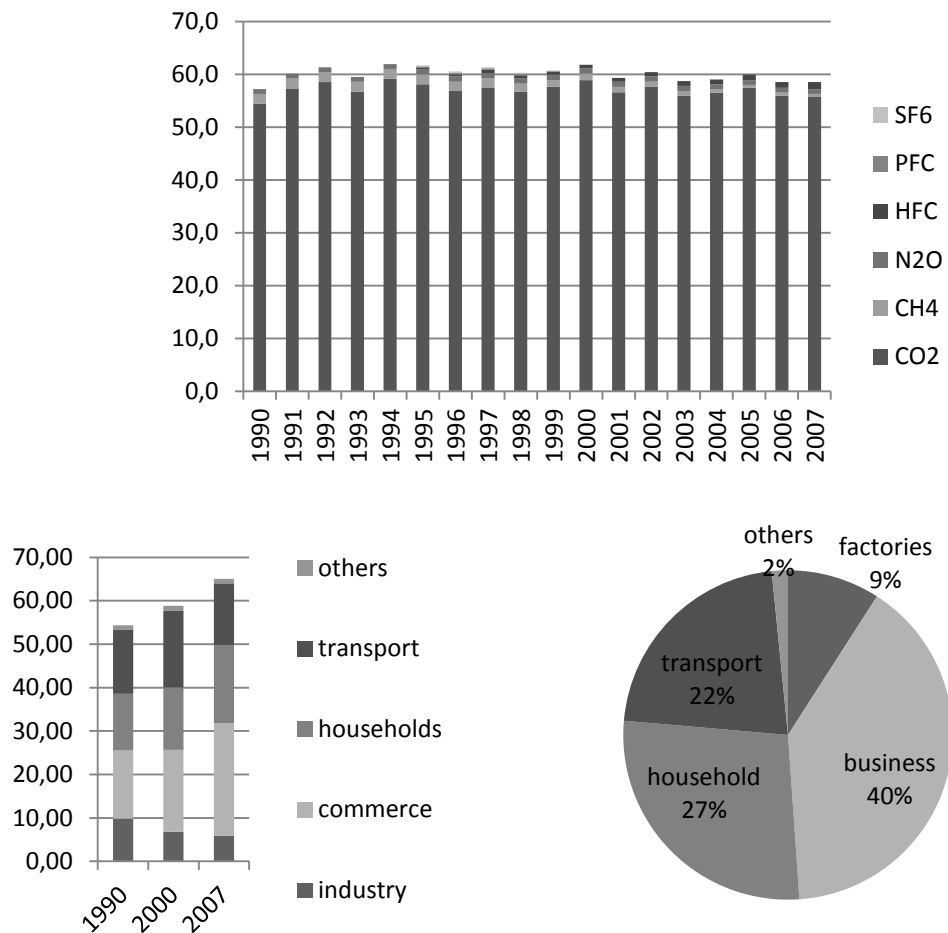 70,0
60,0
50,0
40,0
30,0
20,0
10,0
0,0
1990
1991
1992
1993
1994
1995
1996
1997
1998
1999
2000
2001
2002
2003
2004
2005
2006
2007
SF6
PFC
HFC
N2O
CH4
CO2
70,00
60,00
50,00
40,00
30,00
20,00
10,00
0,00
1990
2000
2007
others
transport
households
commerce
industry
others
2%
factories
9%
business
40%
household
27%
transport
22%